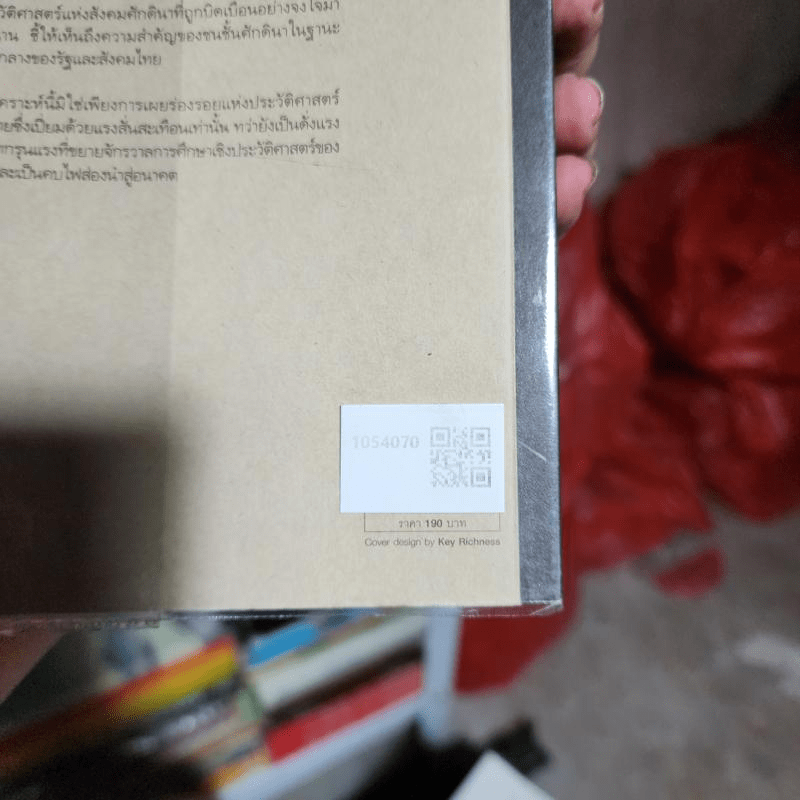 วัติศาสตร์แห่งสังคมศักดินาที่ถูกบิดเบือนอย่างจงใจมา
าน ชี้ให้เห็นถึงความสำคัญของชนชั้นศักดินาในฐานะ
กลางของรัฐและสังคมไทย
คราะห์นี้มิใช่เพียงการเผยร่องรอยแห่งประวัติศาสตร์
ทยซึ่งเปี่ยมด้วยแรงสั่นสะเทือนเท่านั้น ทว่ายังเป็นดั่งแรง
กรุนแรงที่ขยายจักรวาลการศึกษาเชิงประวัติศาสตร์ของ
ละเป็นคบไฟส่องนำสู่อนาคต
1054070
ราคา 190 บาท
Cover design by Key Richness